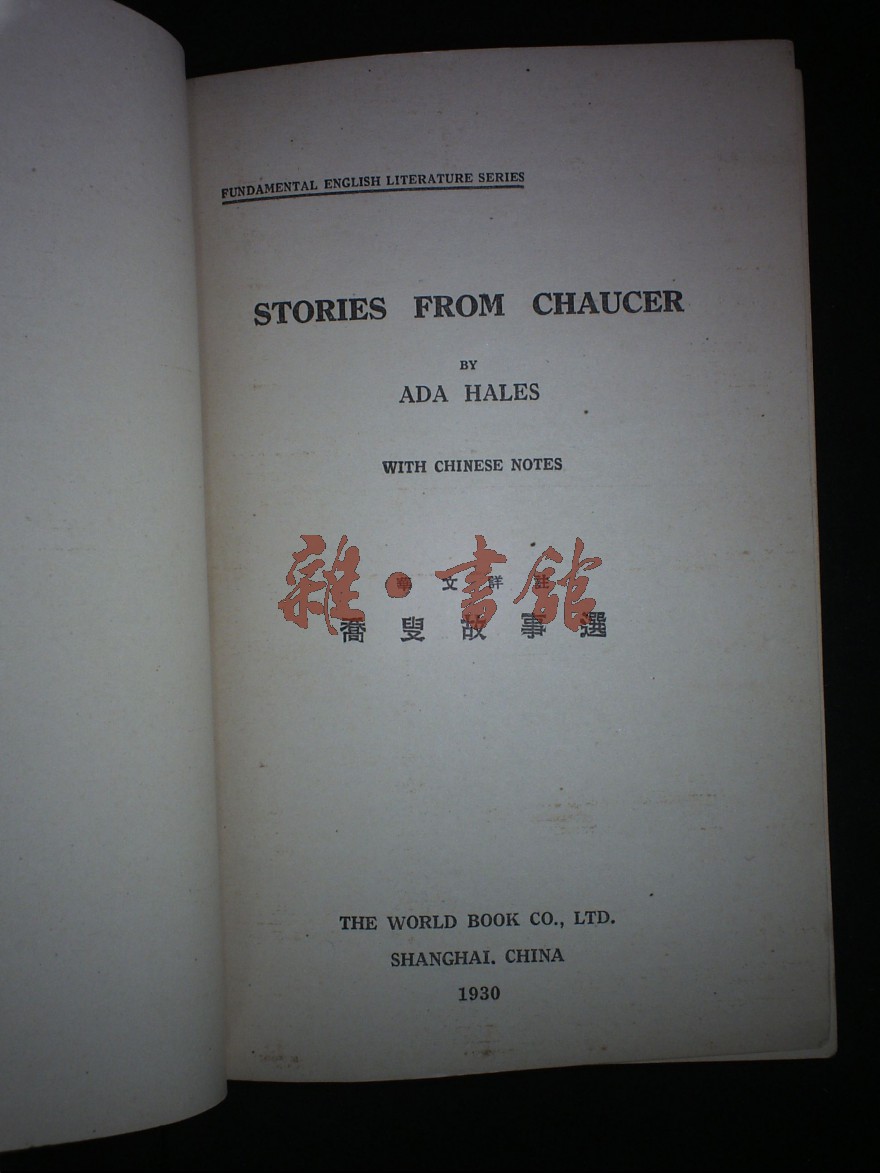 FUNDAMENTAL ENGLISH LITERATURE SERIES
STORIES FROM CHAUCER
BY
ADA HALES
WITH CHINESE NOTES
華文詳註
雜·書館
喬叟故事選
THE WORLD BOOK CO., LTD.
SHANGHAI. CHINA
1930